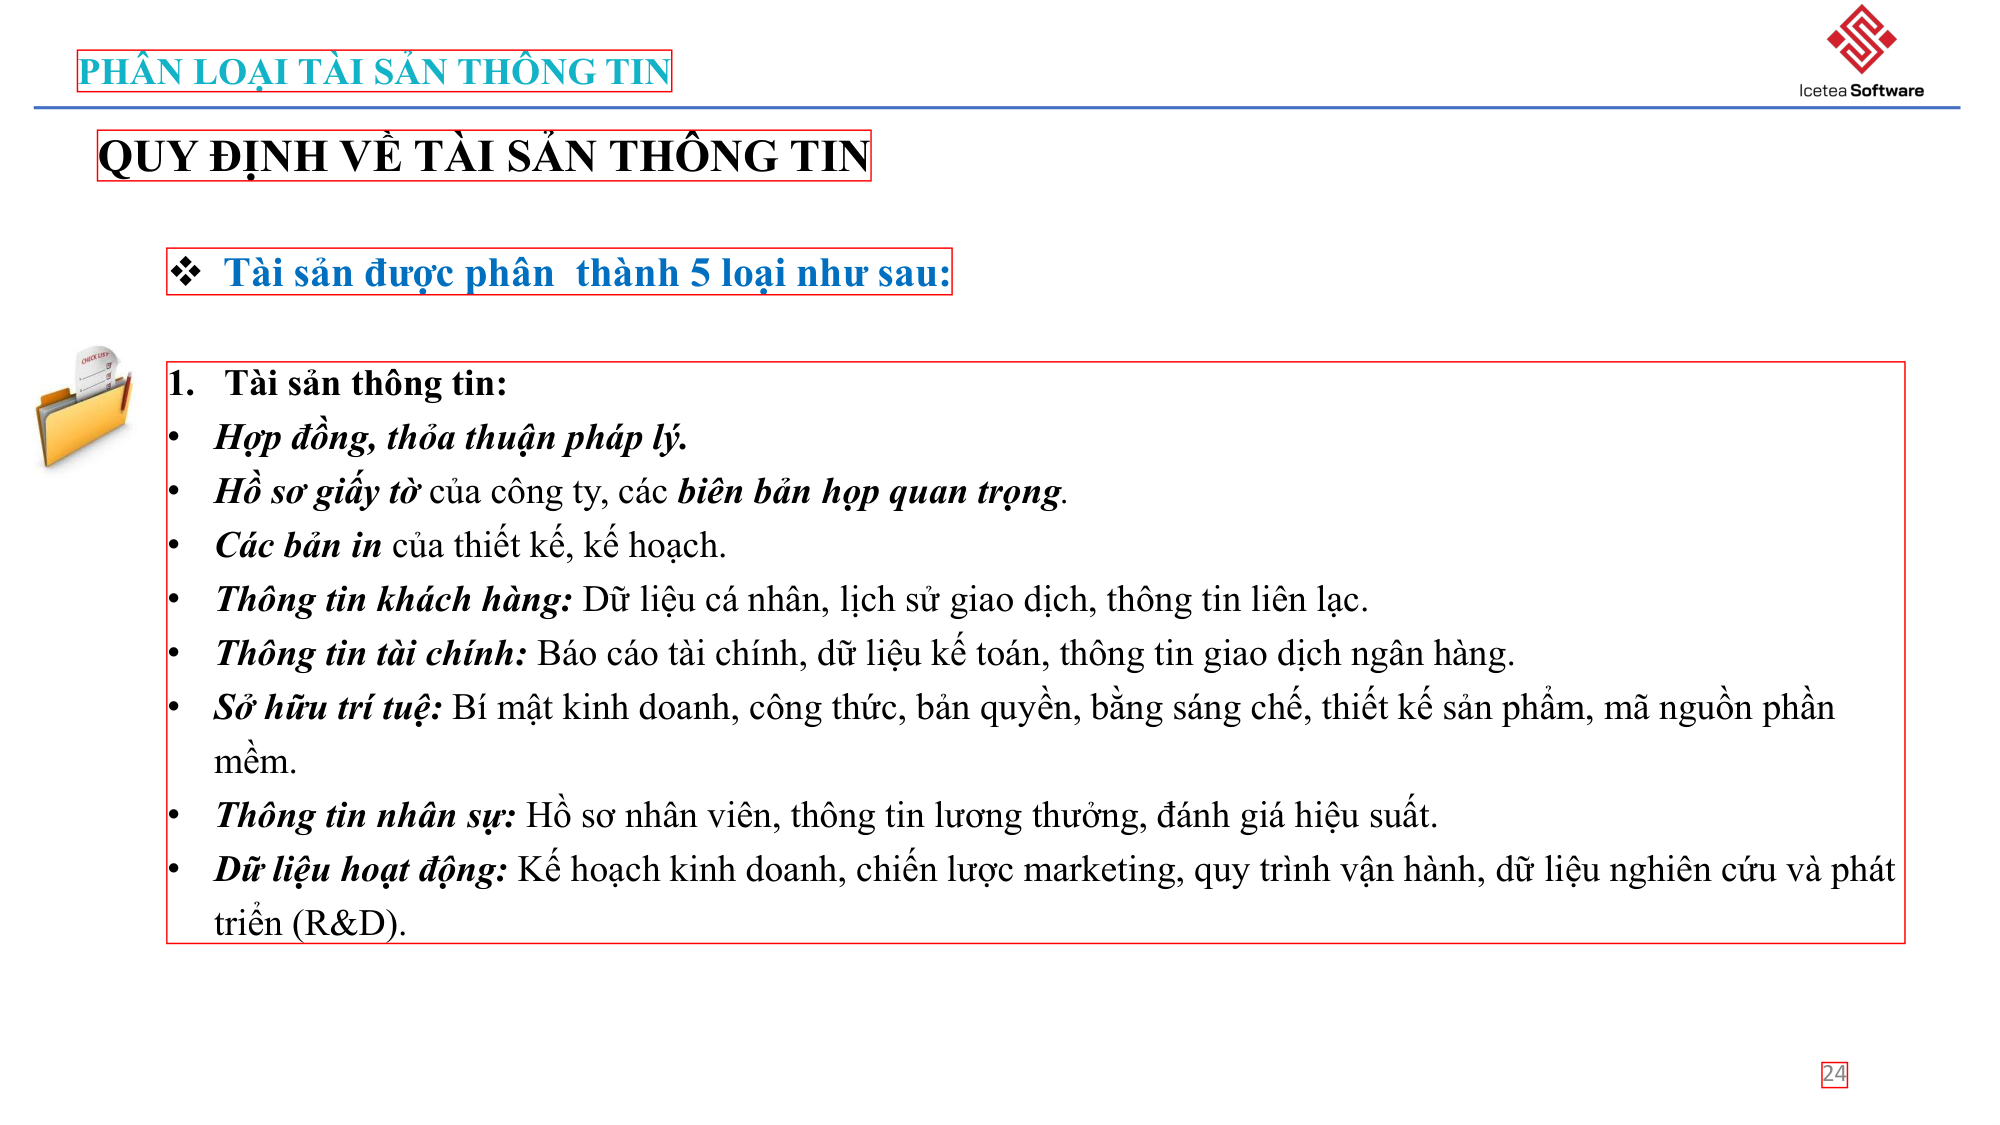 PHÂN LOẠI TÀI SẢN THÔNG TIN
Icetea Software
QUY ĐỊNH VỀ TÀI SẢN THÔNG TIN
❖ Tài sản được phân  thành 5 loại như sau:
CHECK LIST
1. Tài sản thông tin:
• Hợp đồng, thỏa thuận pháp lý.
• Hồ sơ giấy tờ của công ty, các biên bản họp quan trọng.
• Các bản in của thiết kế, kế hoạch.
• Thông tin khách hàng: Dữ liệu cá nhân, lịch sử giao dịch, thông tin liên lạc.
• Thông tin tài chính: Báo cáo tài chính, dữ liệu kế toán, thông tin giao dịch ngân hàng.
• Sở hữu trí tuệ: Bí mật kinh doanh, công thức, bản quyền, bằng sáng chế, thiết kế sản phẩm, mã nguồn phần
mềm.
• Thông tin nhân sự: Hồ sơ nhân viên, thông tin lương thưởng, đánh giá hiệu suất.
• Dữ liệu hoạt động: Kế hoạch kinh doanh, chiến lược marketing, quy trình vận hành, dữ liệu nghiên cứu và phát
triển (R&D).
24